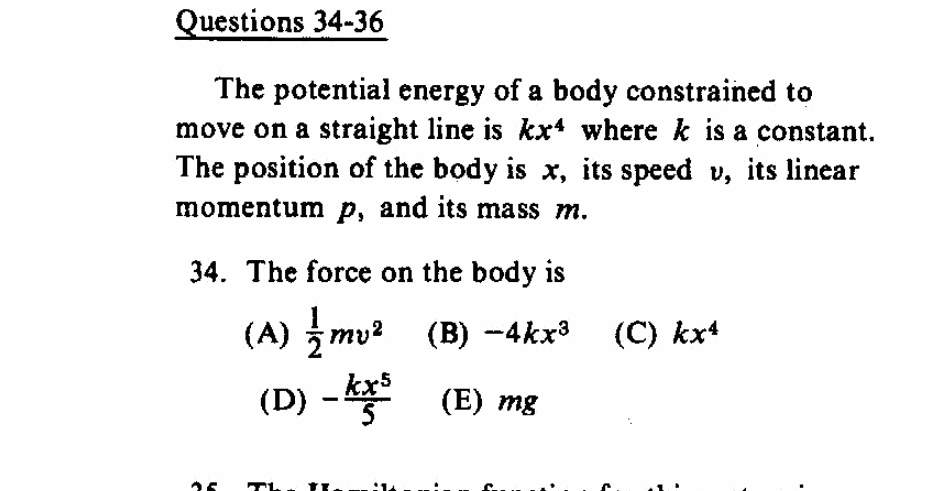 Questions 34-36
The potential energy of a body constrained to
move on a straight line is kx⁴ where k is a constant.
The position of the body is x, its speed v, its linear
momentum p, and its mass m.
34. The force on the body is
(A) ½mv² (B) −4kx³ (C) kx⁴
(D) −kx⁵/5 (E) mg